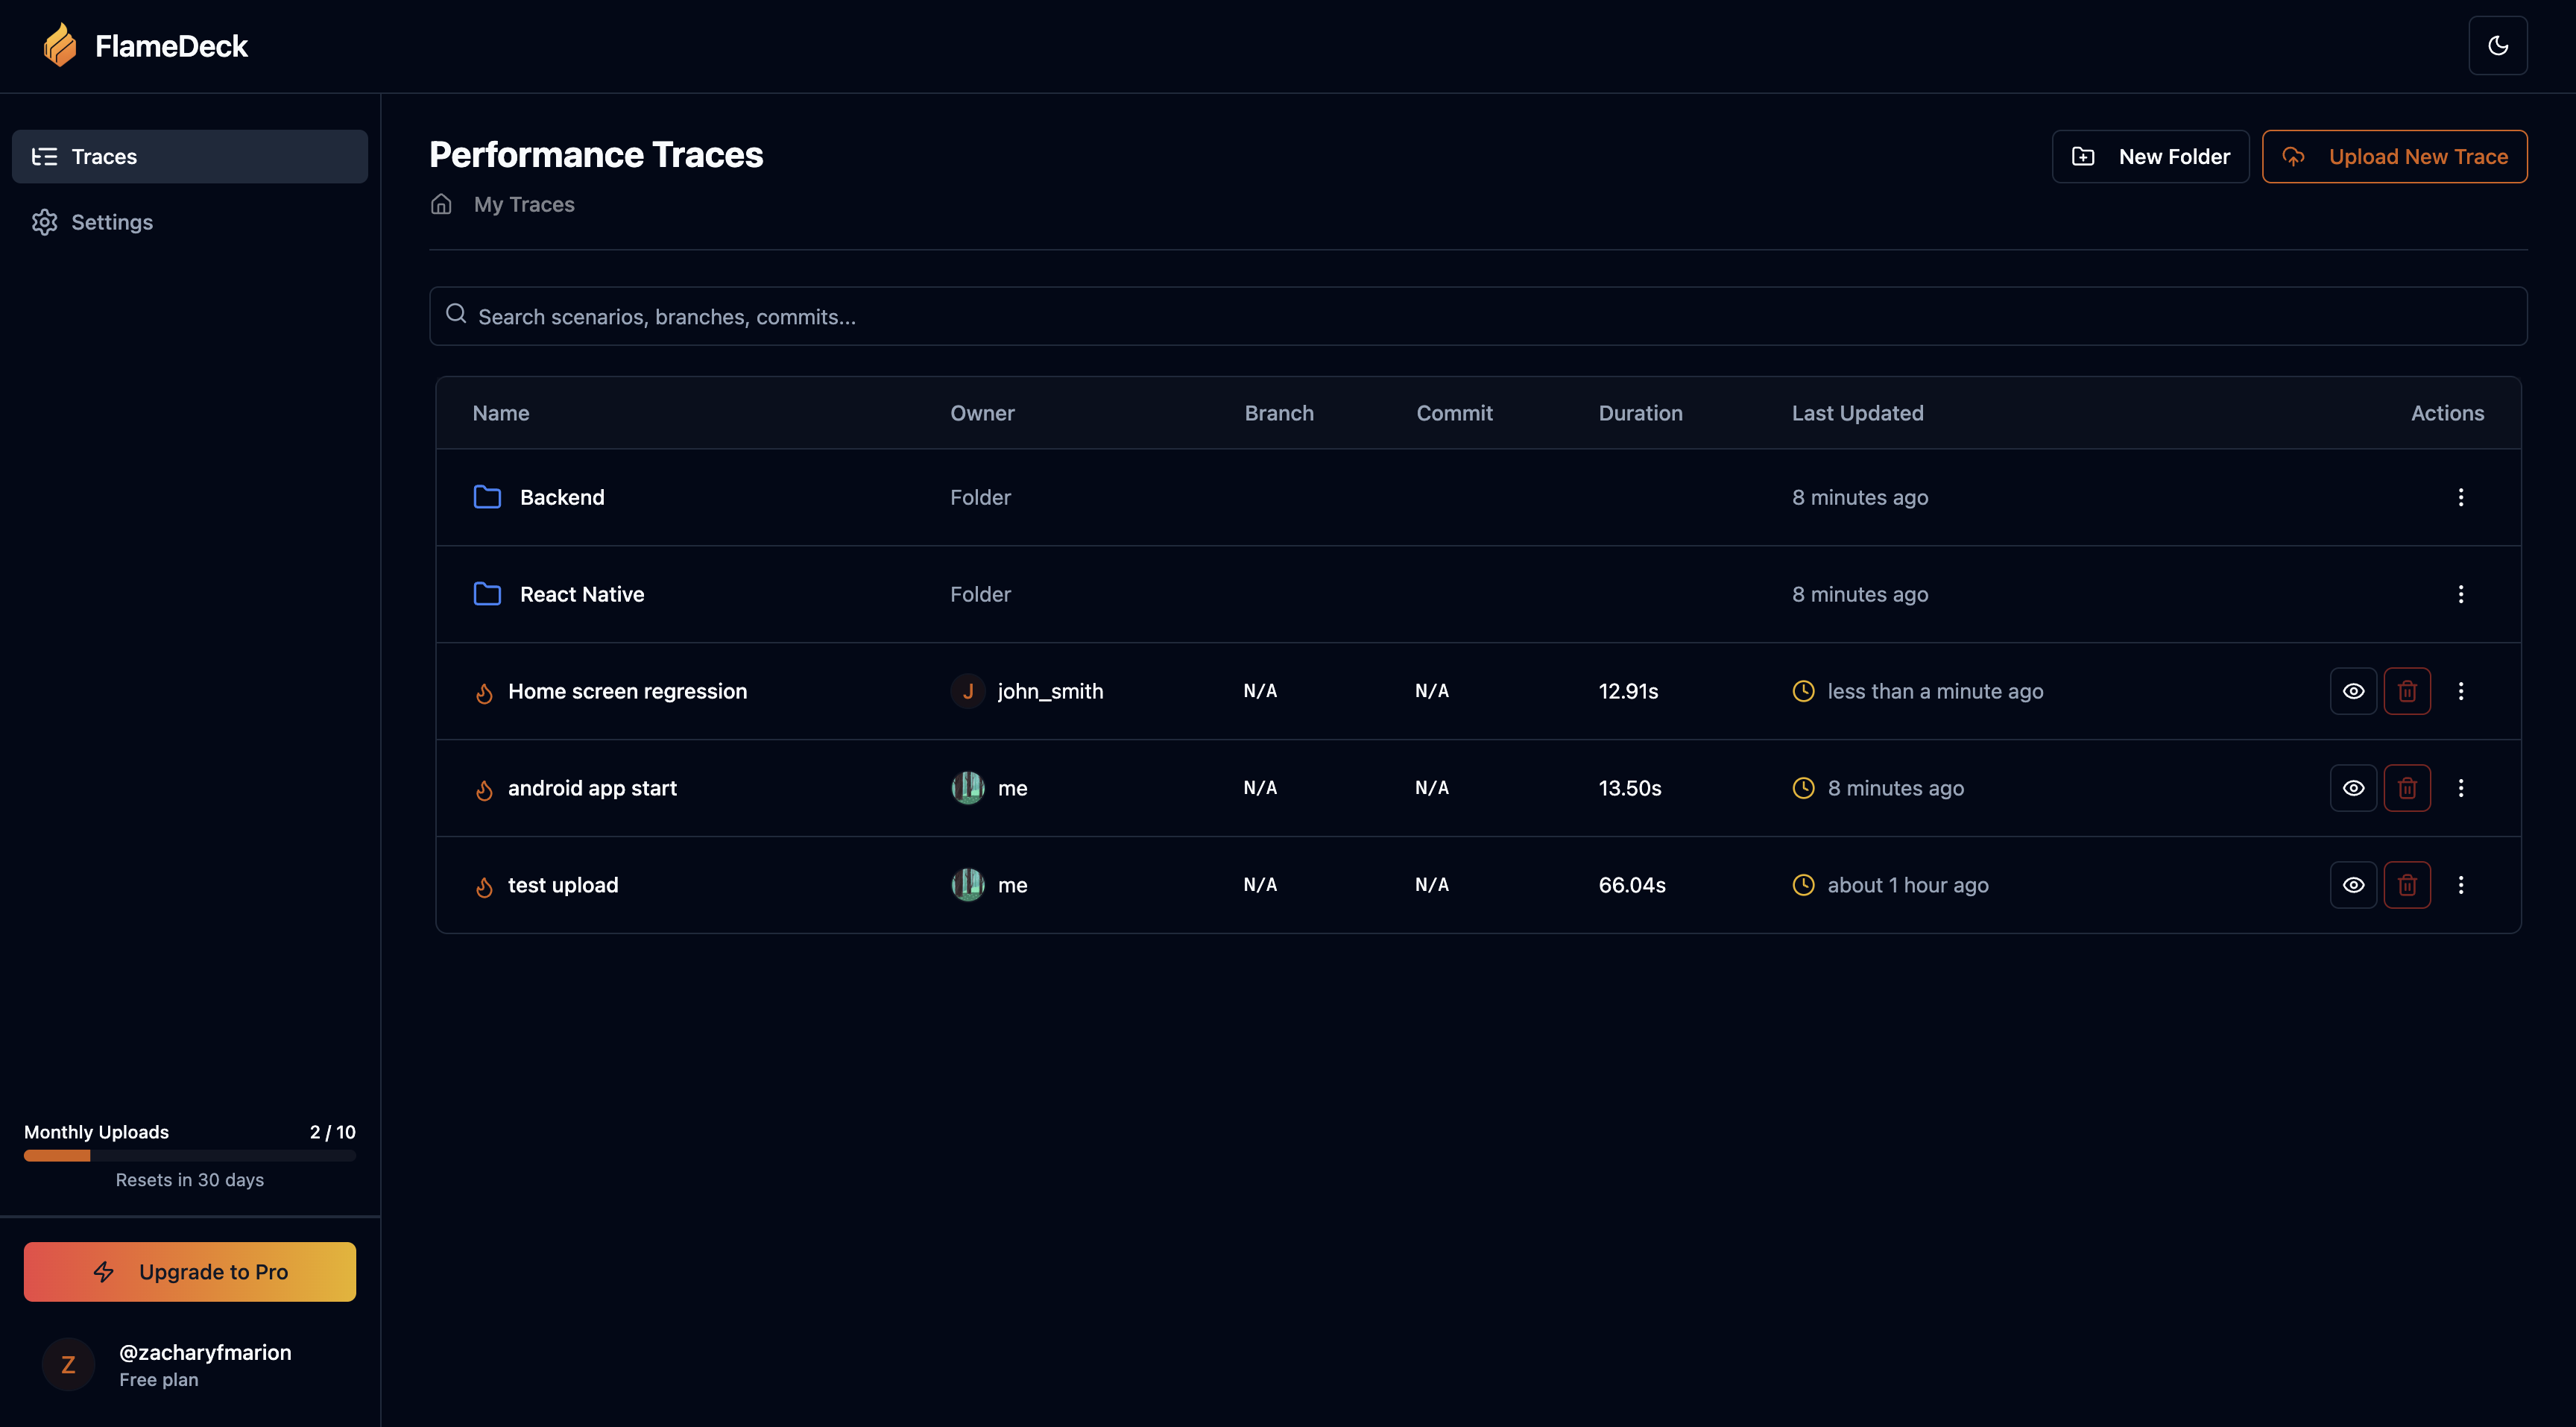 FlameDeck
Traces
Settings
Performance Traces
My Traces
New Folder
Upload New Trace
Search scenarios, branches, commits...
Name Owner Branch Commit Duration Last Updated Actions
Backend Folder 8 minutes ago
React Native Folder 8 minutes ago
Home screen regression J john_smith N/A N/A 12.91s less than a minute ago
android app start me N/A N/A 13.50s 8 minutes ago
test upload me N/A N/A 66.04s about 1 hour ago
Monthly Uploads 2 / 10
Resets in 30 days
Upgrade to Pro
Z @zacharyfmarion
Free plan